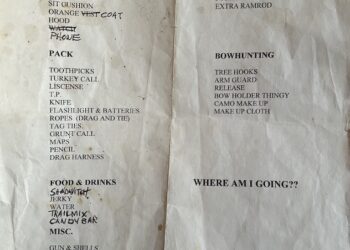 SIT CUSHION
ORANGE VEST COAT
HOOD
WATCH
PHONE
PACK
TOOTHPICKS
TURKEY CALL
LISCENSE
T.P.
KNIFE
FLASHLIGHT & BATTERIES
ROPES (DRAG AND TIE)
TAG TIES
GRUNT CALL
MAPS
PENCIL
DRAG HARNESS
FOOD & DRINKS
SANDWITCH
JERKY
WATER
TRAILMIX
CANDY BAR
MISC.
GUN & SHELLS
EXTRA RAMROD
BOWHUNTING
TREE HOOKS
ARM GUARD
RELEASE
BOW HOLDER THINGY
CAMO MAKE UP
MAKE UP CLOTH
WHERE AM I GOING??